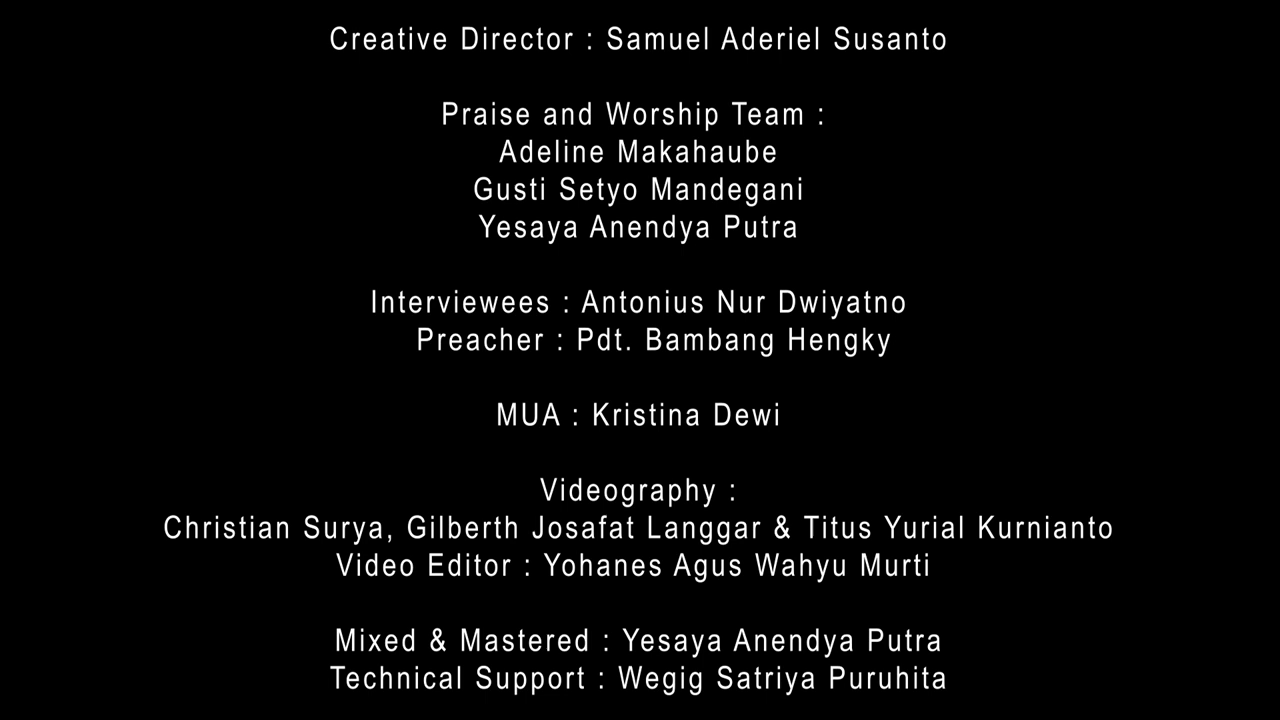 Creative Director : Samuel Aderiel Susanto
Praise and Worship Team :
Adeline Makahaube
Gusti Setyo Mandegani
Yesaya Anendya Putra
Interviewees : Antonius Nur Dwiyatno
Preacher : Pdt. Bambang Hengky
MUA : Kristina Dewi
Videography :
Christian Surya, Gilberth Josafat Langgar & Titus Yurial Kurnianto
Video Editor : Yohanes Agus Wahyu Murti
Mixed & Mastered : Yesaya Anendya Putra
Technical Support : Wegig Satriya Puruhita